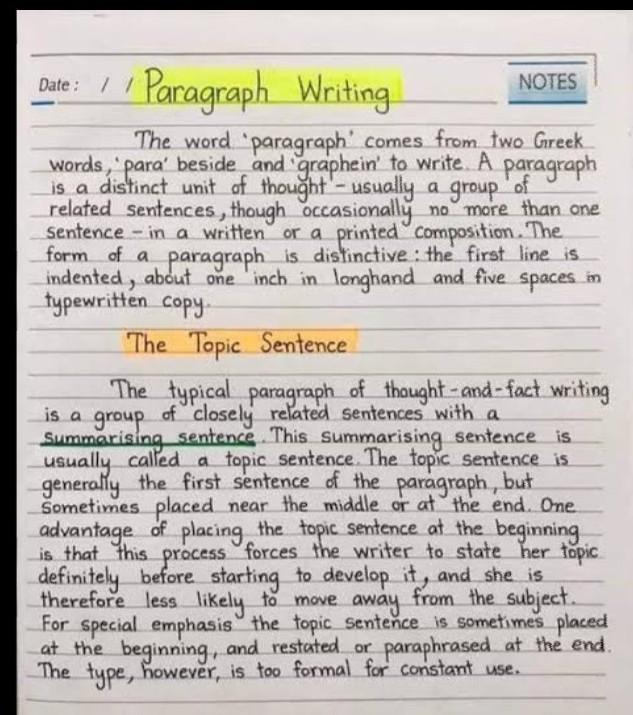 Date: / / Paragraph Writing NOTES
The word 'paragraph' comes from two Greek
words, 'para' beside and 'graphein' to write. A paragraph
is a distinct unit of thought - usually a group of
related sentences, though occasionally no more than one
sentence - in a written or a printed composition. The
form of a paragraph is distinctive : the first line is
indented, about one inch in longhand and five spaces in
typewritten copy.
The Topic Sentence
The typical paragraph of thought-and-fact writing
is a group of closely related sentences with a
summarising sentence. This summarising sentence is
usually called a topic sentence. The topic sentence is
generally the first sentence of the paragraph, but
sometimes placed near the middle or at the end. One
advantage of placing the topic sentence at the beginning
is that this process forces the writer to state her topic
definitely before starting to develop it, and she is
therefore less likely to move away from the subject.
For special emphasis the topic sentence is sometimes placed
at the beginning, and restated or paraphrased at the end.
The type, however, is too formal for constant use.